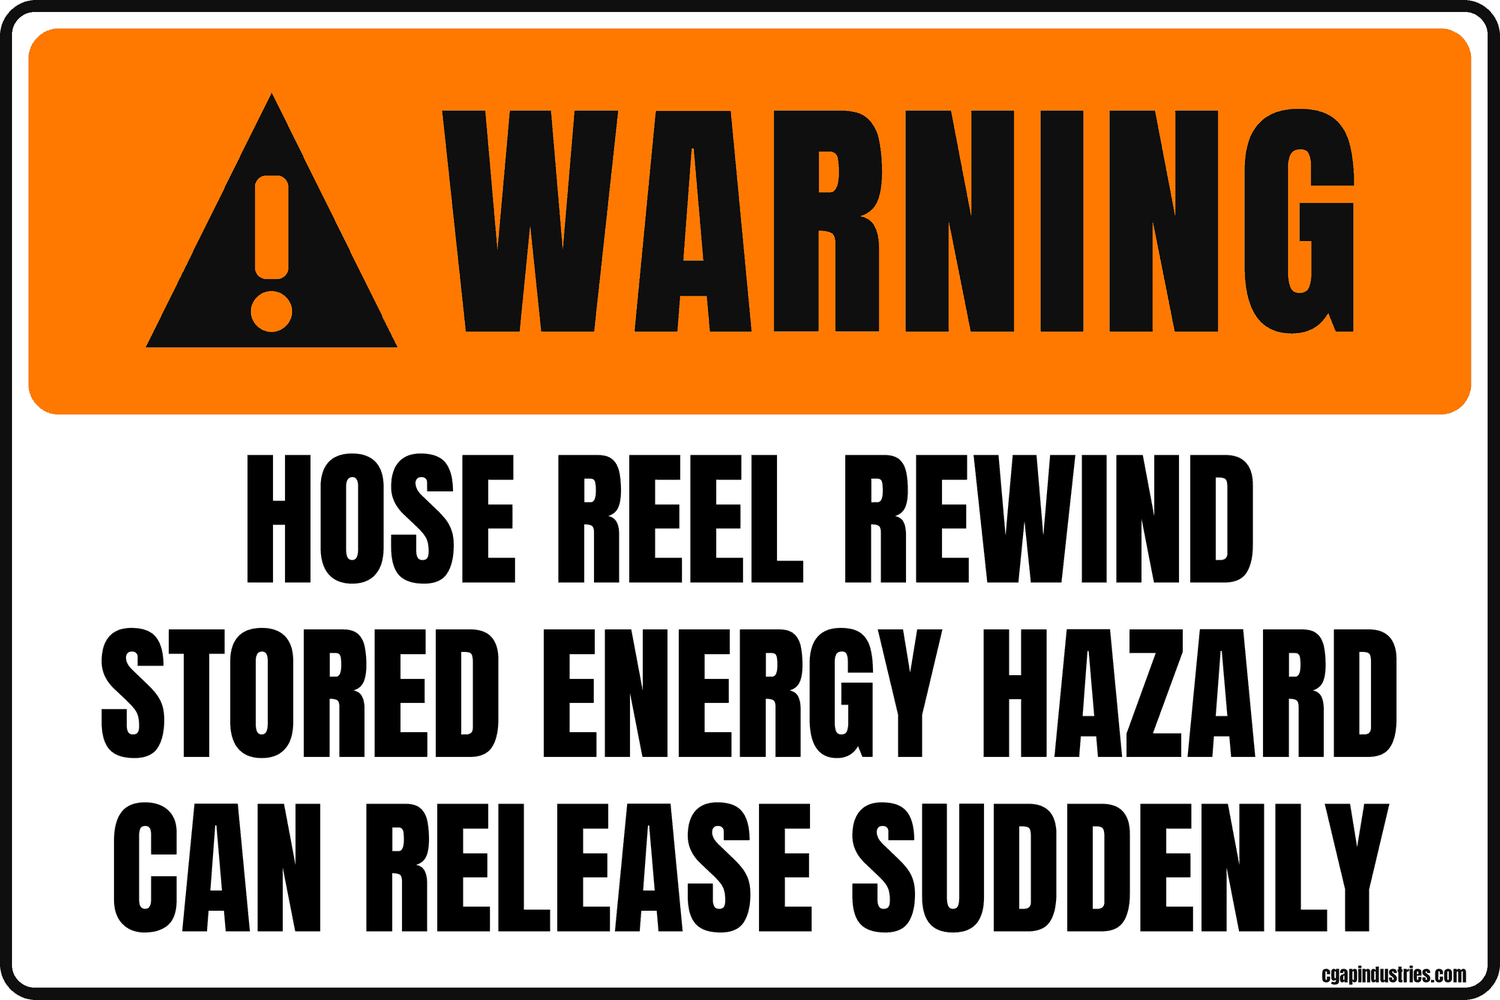 WARNING
HOSE REEL REWIND
STORED ENERGY HAZARD
CAN RELEASE SUDDENLY
cgapindustries.com